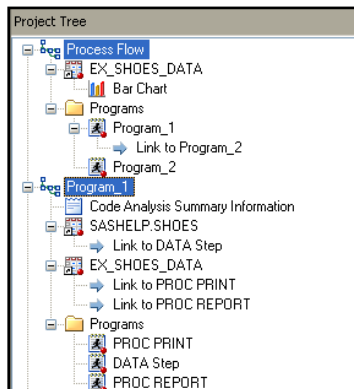 Project Tree
Process Flow
EX_SHOES_DATA
Bar Chart
Programs
Program_1
Link to Program_2
Program_2
Program_1
Code Analysis Summary Information
SASHELP.SHOES
Link to DATA Step
EX_SHOES_DATA
Link to PROC PRINT
Link to PROC REPORT
Programs
PROC PRINT
DATA Step
PROC REPORT